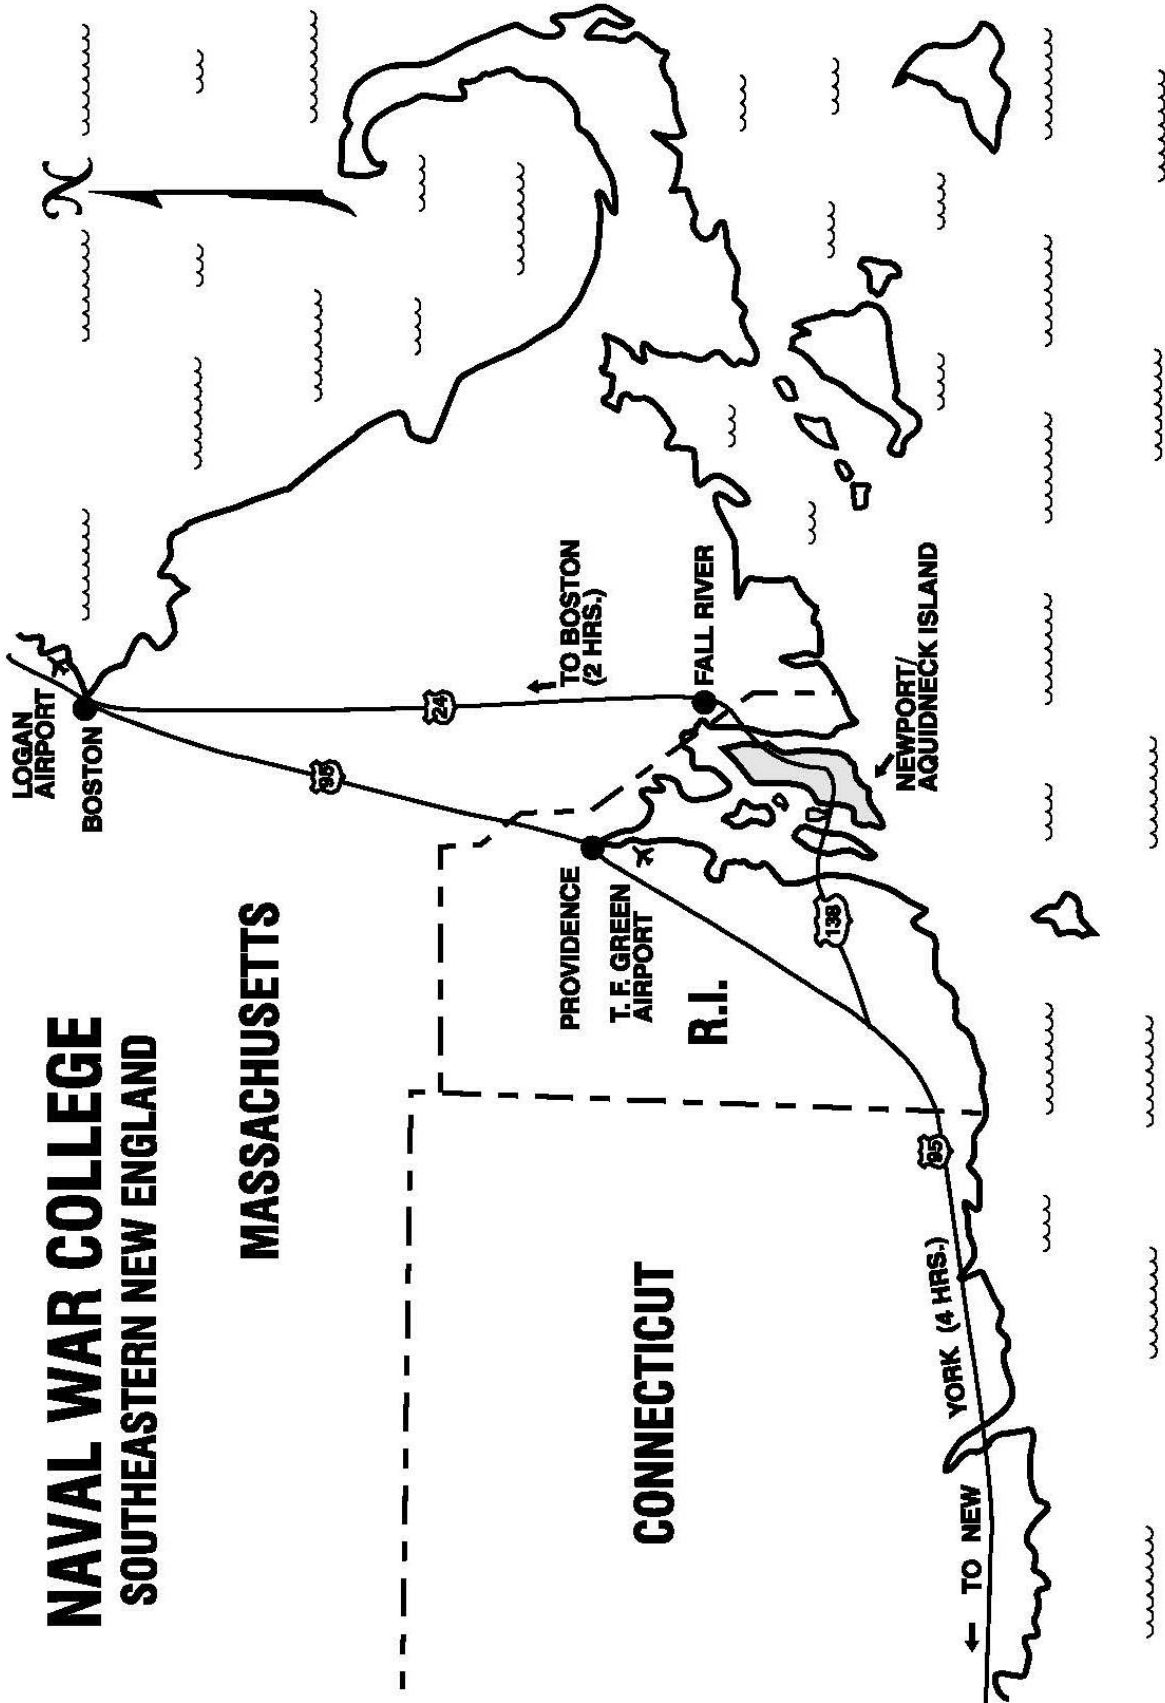 NAVAL WAR COLLEGE
SOUTHEASTERN NEW ENGLAND
N
LOGAN
AIRPORT
BOSTON
MASSACHUSETTS
95
24
TO BOSTON
(2 HRS.)
PROVIDENCE
T. F. GREEN
AIRPORT
R.I.
FALL RIVER
CONNECTICUT
138
NEWPORT/
AQUIDNECK ISLAND
95
TO NEW YORK (4 HRS.)